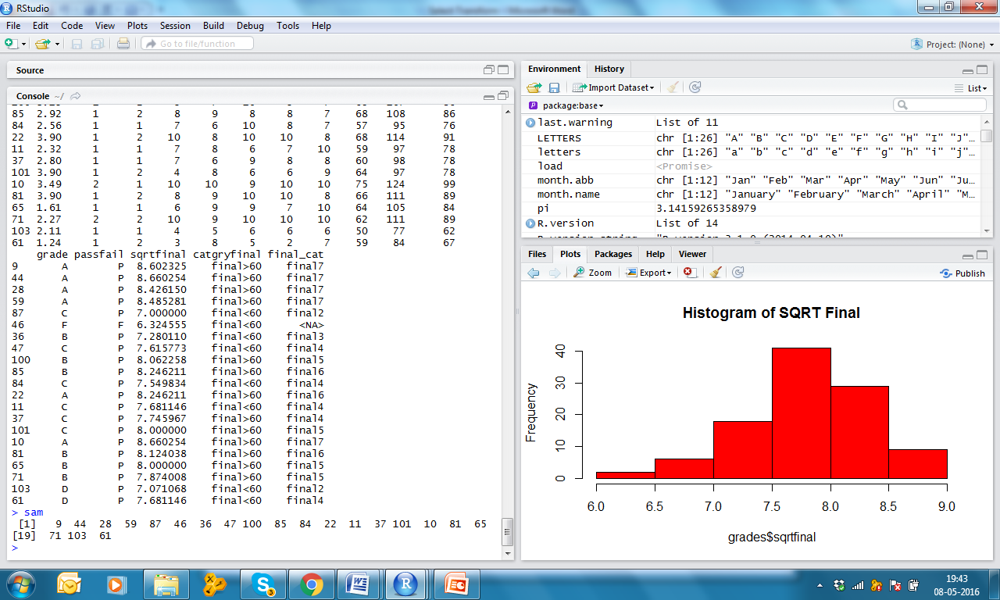 RStudio
File Edit Code View Plots Session Build Debug Tools Help
Go to file/function
Project: (None)
Source
Console ~/
85 2.92 1 2 8 9 8 8 7 68 108 86
84 2.56 1 1 7 6 10 8 7 57 95 76
22 3.90 1 2 10 8 10 10 8 68 114 91
11 2.32 1 1 7 8 6 7 10 59 97 78
37 2.80 1 1 7 6 9 8 8 60 98 78
101 3.90 1 2 4 8 6 6 9 64 97 78
10 3.49 2 1 10 10 9 10 10 75 124 99
81 3.90 1 2 8 9 10 10 8 66 111 89
65 1.61 1 1 6 9 9 7 10 64 105 84
71 2.27 2 2 10 9 10 10 10 62 111 89
103 2.11 1 1 4 5 6 6 6 50 77 62
61 1.24 1 2 3 8 5 2 7 59 84 67
grade passfail sqrtfinal catgryfinal final_cat
9 A P 8.602325 final>60 final7
44 A P 8.660254 final>60 final7
28 A P 8.426150 final>60 final7
59 A P 8.485281 final>60 final7
87 C P 7.000000 final<60 final2
46 F F 6.324555 final<60 <NA>
36 B P 7.280110 final<60 final3
47 C P 7.615773 final<60 final4
100 B P 8.062258 final>60 final5
85 B P 8.246211 final>60 final6
84 C P 7.549834 final<60 final4
22 A P 8.246211 final>60 final6
11 C P 7.681146 final<60 final4
37 C P 7.745967 final<60 final4
101 C P 8.000000 final>60 final5
10 A P 8.660254 final>60 final7
81 B P 8.124038 final>60 final6
65 B P 8.000000 final>60 final5
71 B P 7.874008 final>60 final5
103 D P 7.071068 final<60 final2
61 D P 7.681146 final<60 final4
> sam
[1] 9 44 28 59 87 46 36 47 100 85 84 22 11 37 101 10 81 65
[19] 71 103 61
>
Environment History
Import Dataset List
package:base
last.warning List of 11
LETTERS chr [1:26] "A" "B" "C" "D" "E" "F" "G" "H" "I" "J"...
letters chr [1:26] "a" "b" "c" "d" "e" "f" "g" "h" "i" "j"...
load <Promise>
month.abb chr [1:12] "Jan" "Feb" "Mar" "Apr" "May" "Jun" "Ju...
month.name chr [1:12] "January" "February" "March" "April" "M...
pi 3.14159265358979
R.version List of 14
Files Plots Packages Help Viewer
Zoom Export Publish
Histogram of SQRT Final
Frequency
0 10 20 30 40
6.0 6.5 7.0 7.5 8.0 8.5 9.0
grades$sqrtfinal
3
19:43
08-05-2016